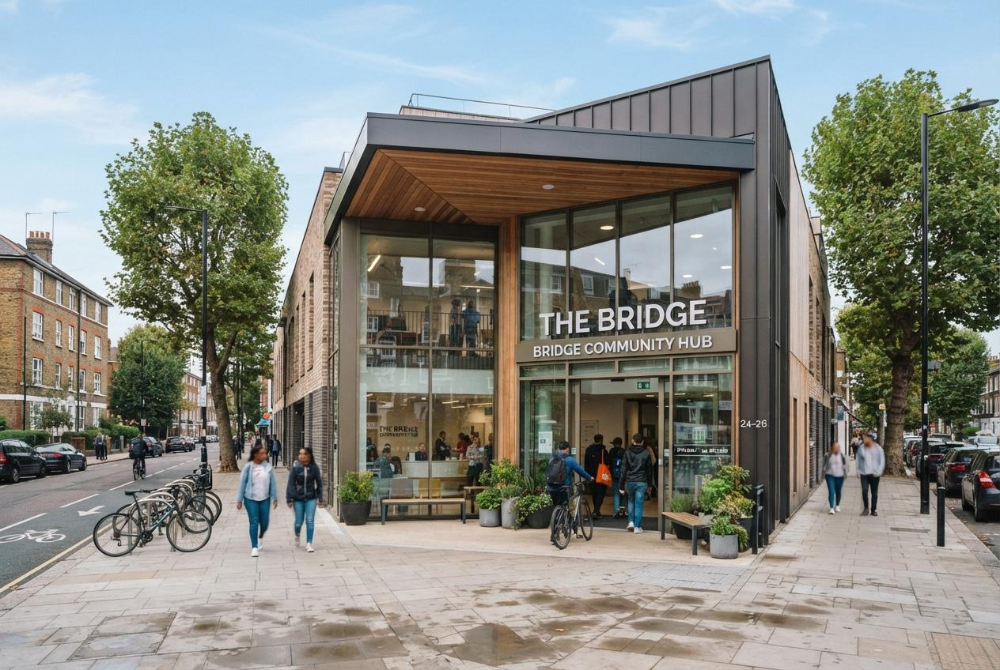 THE BRIDGE
BRIDGE COMMUNITY HUB
24–26